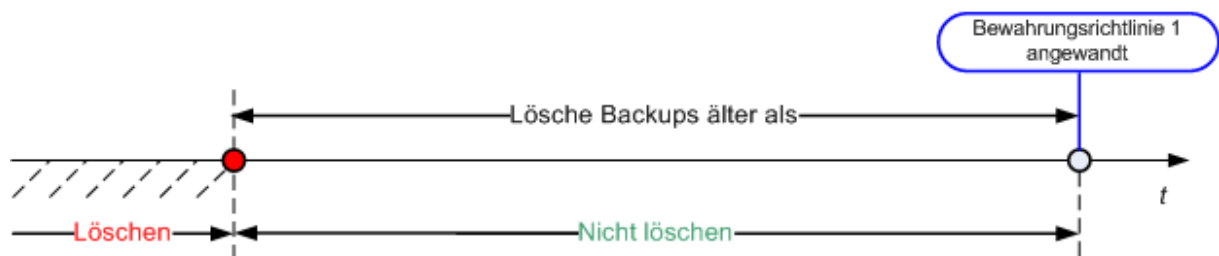 Bewahrungsrichtlinie 1
angewandt
Lösche Backups älter als
t
Löschen
Nicht löschen